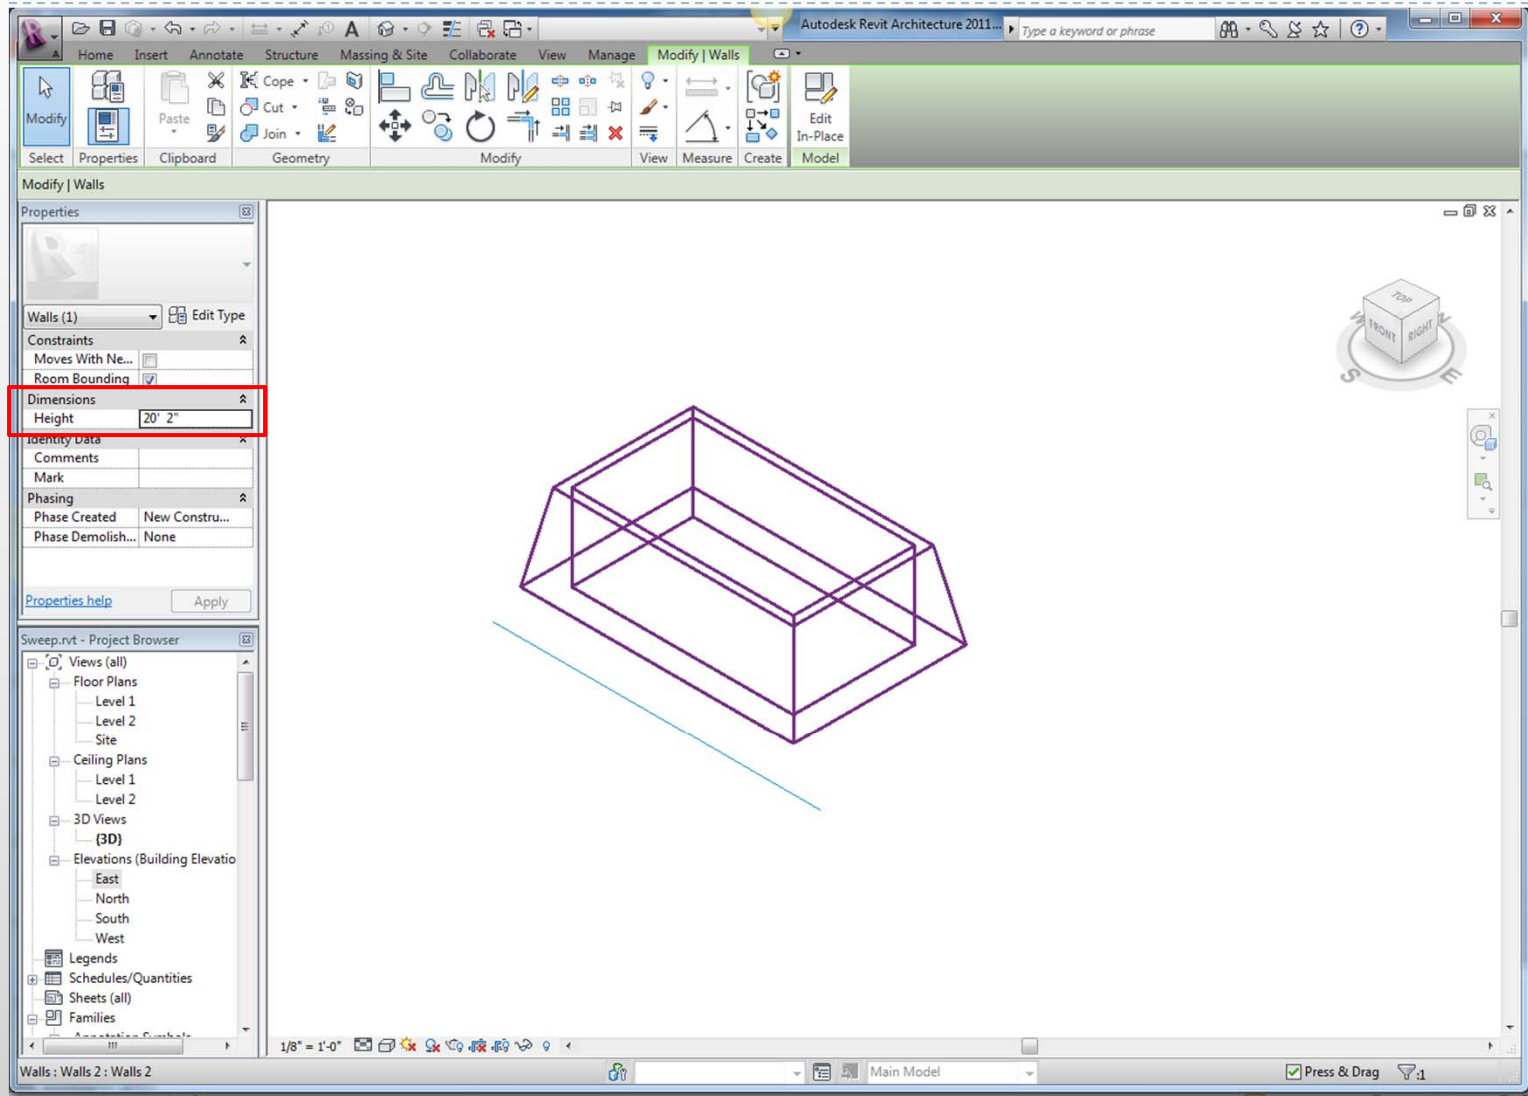 Autodesk Revit Architecture 2011...
Type a keyword or phrase
Home Insert Annotate Structure Massing & Site Collaborate View Manage Modify | Walls
Modify
Paste
Cope
Cut
Join
Edit
In-Place
Select Properties Clipboard Geometry Modify View Measure Create Model
Modify | Walls
Properties
Walls (1)
Edit Type
Constraints
Moves With Ne...
Room Bounding
Dimensions
Height 20' 2"
Identity Data
Comments
Mark
Phasing
Phase Created New Constru...
Phase Demolish... None
Properties help Apply
Sweep.rvt - Project Browser
Views (all)
Floor Plans
Level 1
Level 2
Site
Ceiling Plans
Level 1
Level 2
3D Views
{3D}
Elevations (Building Elevatio
East
North
South
West
Legends
Schedules/Quantities
Sheets (all)
Families
TOP
FRONT RIGHT
W N
S E
1/8" = 1'-0"
Walls : Walls 2 : Walls 2
Main Model
Press & Drag
:1